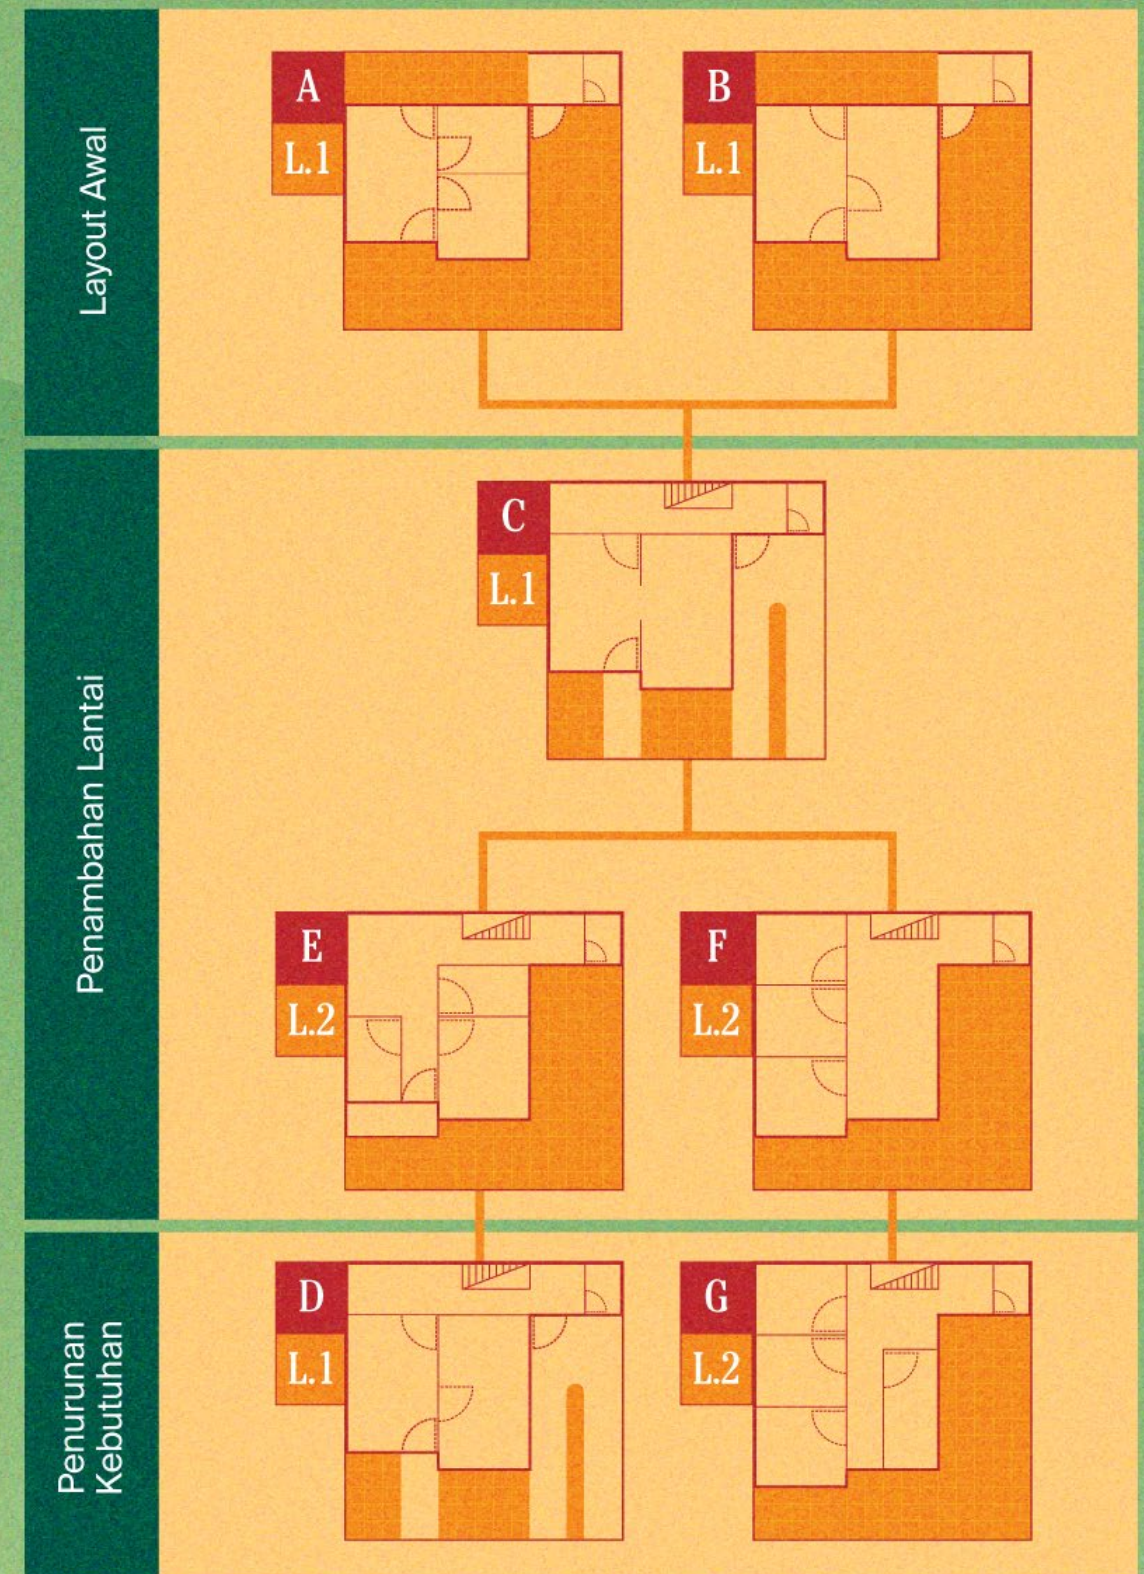 Layout Awal
A
L.1
B
L.1
Penambahan Lantai
C
L.1
E
L.2
F
L.2
Penurunan
Kebutuhan
D
L.1
G
L.2